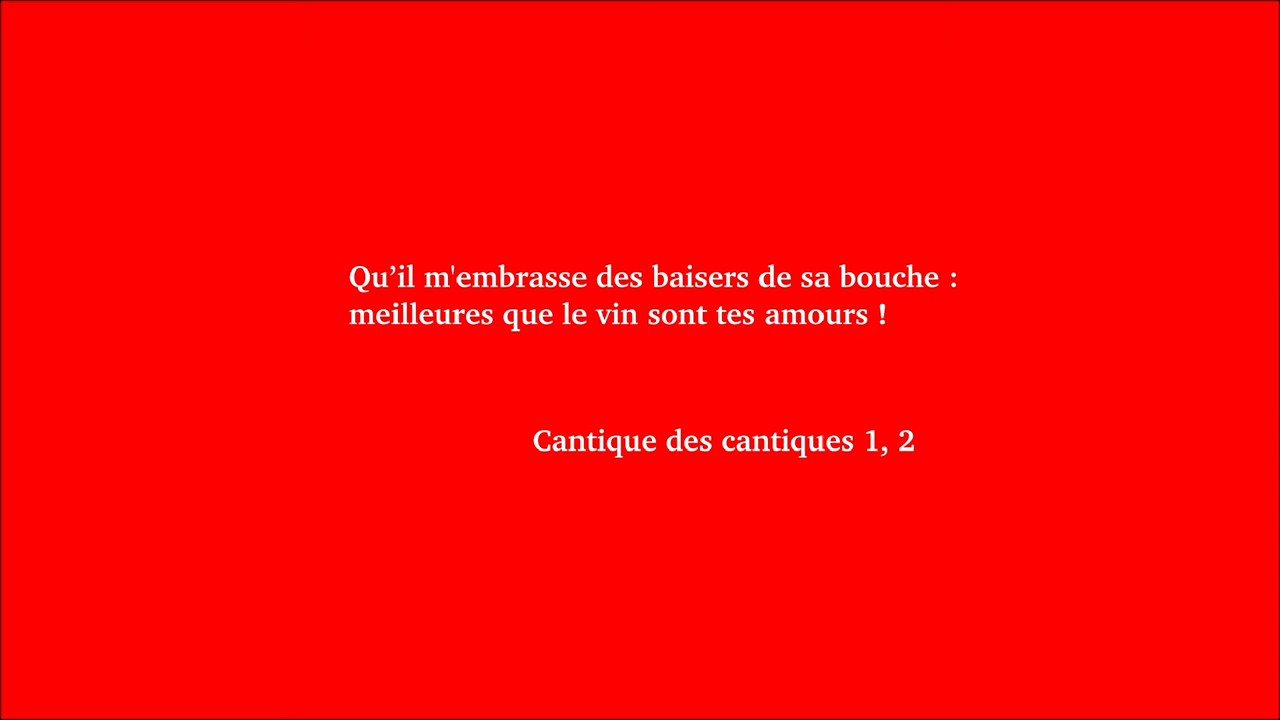 Qu’il m'embrasse des baisers de sa bouche :
meilleures que le vin sont tes amours !
Cantique des cantiques 1, 2